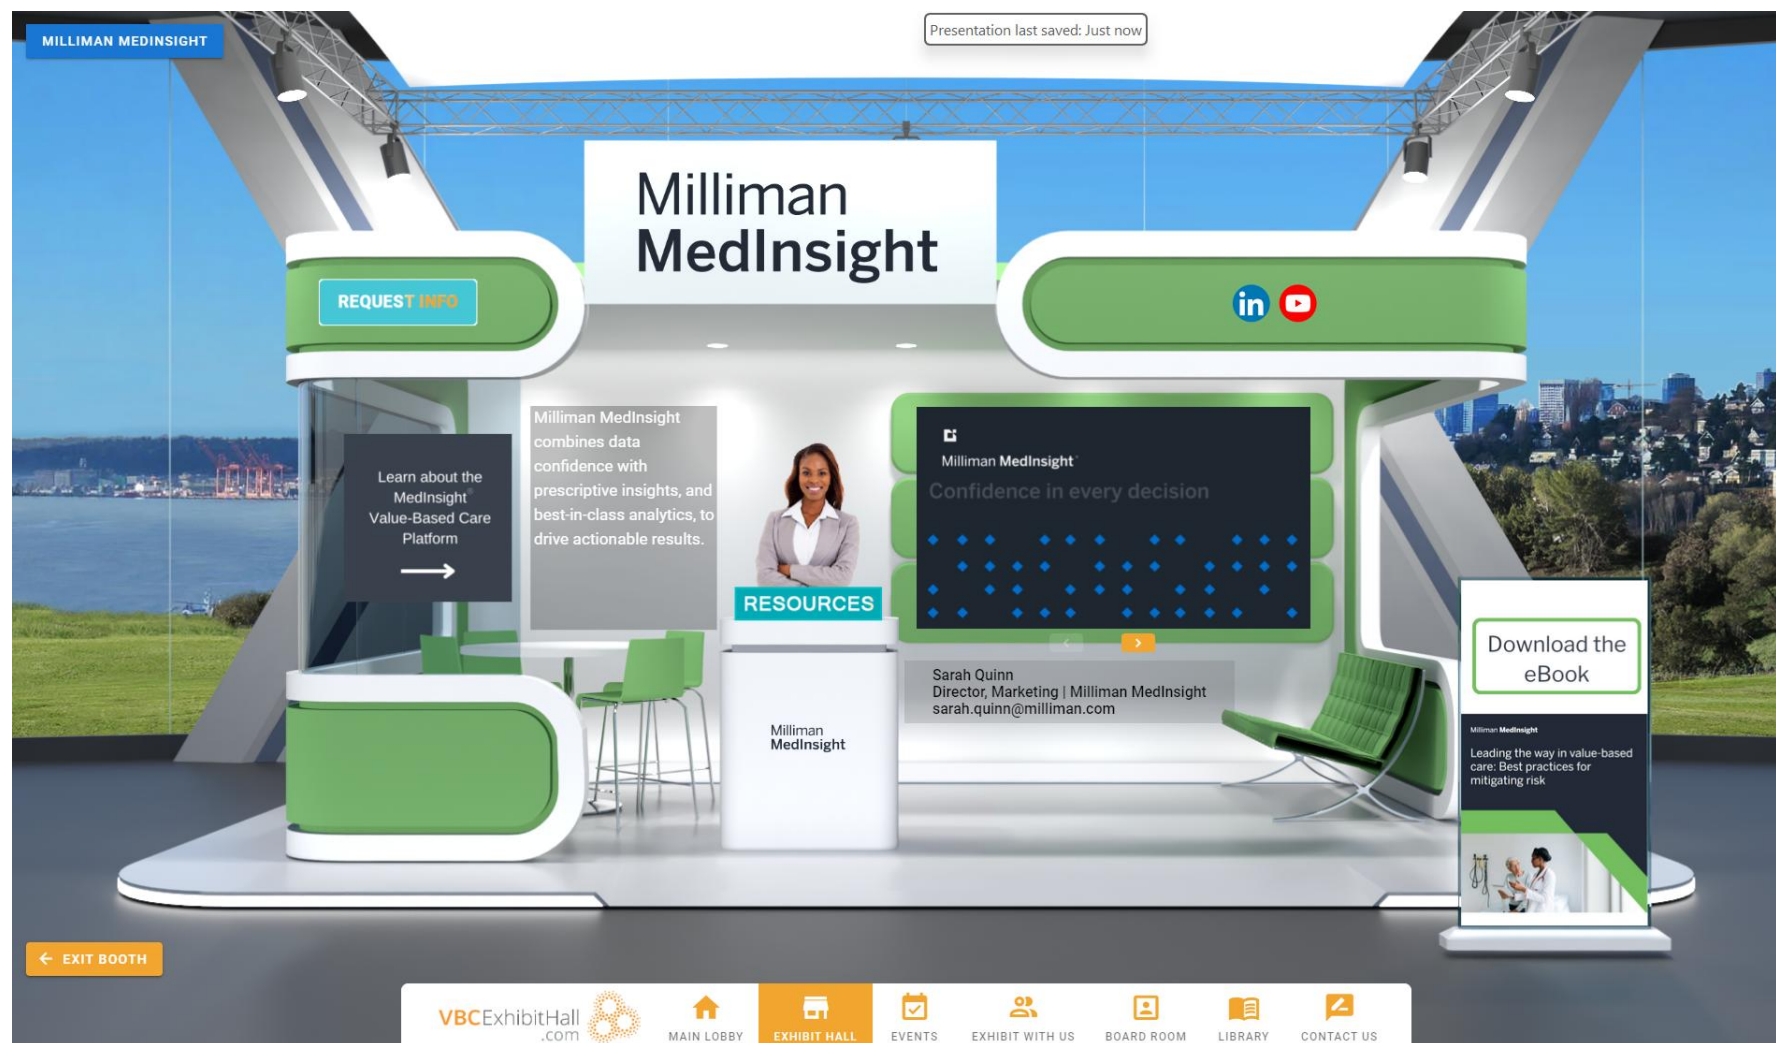 MILLIMAN MEDINSIGHT
Presentation last saved: Just now
Milliman
MedInsight
REQUEST INFO
in
Learn about the
MedInsight®
Value-Based Care
Platform
Milliman MedInsight
combines data
confidence with
prescriptive insights, and
best-in-class analytics, to
drive actionable results.
RESOURCES
Milliman MedInsight
Confidence in every decision
Sarah Quinn
Director, Marketing | Milliman MedInsight
sarah.quinn@milliman.com
Milliman
MedInsight
Download the
eBook
Milliman MedInsight
Leading the way in value-based
care: Best practices for
mitigating risk
EXIT BOOTH
VBCExhibitHall
.com
MAIN LOBBY
EXHIBIT HALL
EVENTS
EXHIBIT WITH US
BOARD ROOM
LIBRARY
CONTACT US